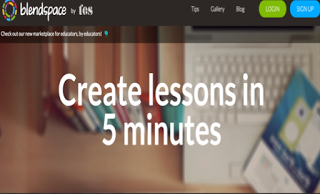 blendspace by TES
Tips Gallery Blog LOGIN SIGN UP
Check out our new marketplace for educators, by educators!
Create lessons in
5 minutes